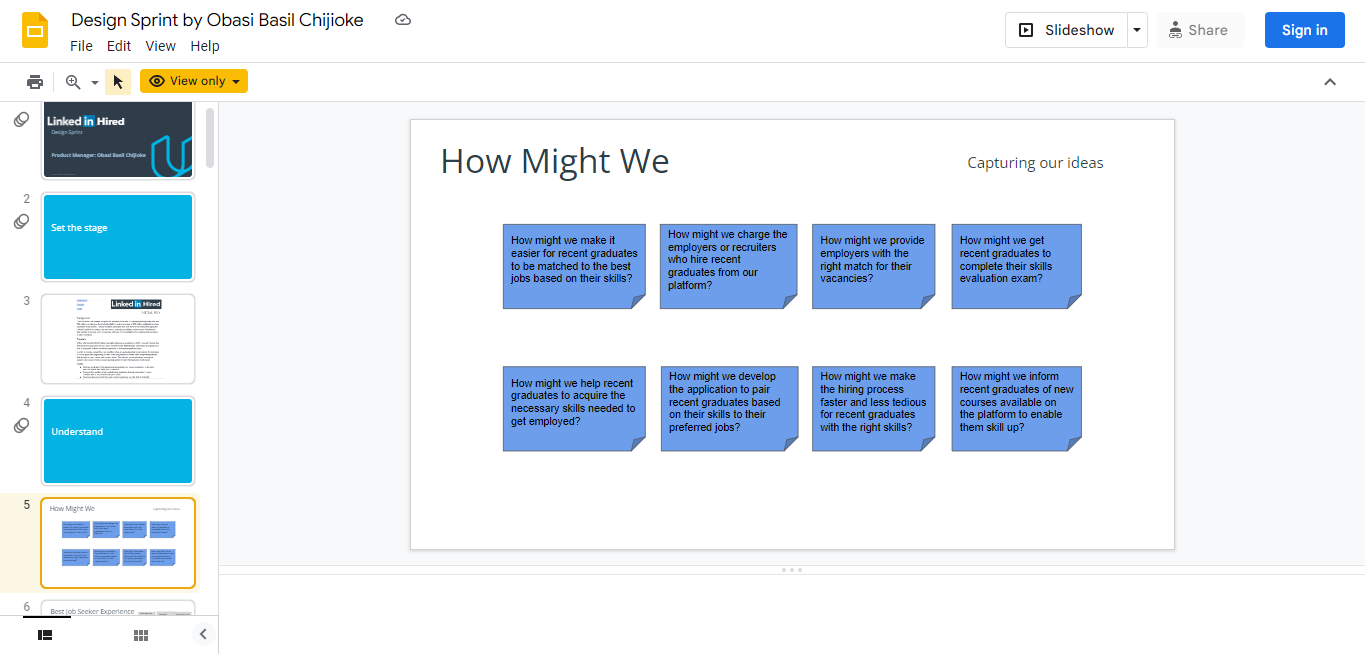 Design Sprint by Obasi Basil Chijioke
File Edit View Help
Slideshow
Share
Sign in
View only
Linked in Hired
Design Sprint
Product Manager: Obasi Basil Chijioke
2
Set the stage
3
Linked in Hired
4
Understand
5
How Might We
6
Best Job Seeker Experience
How Might We
Capturing our ideas
How might we make it
easier for recent graduates
to be matched to the best
jobs based on their skills?
How might we charge the
employers or recruiters
who hire recent
graduates from our
platform?
How might we provide
employers with the
right match for their
vacancies?
How might we get
recent graduates to
complete their skills
evaluation exam?
How might we help recent
graduates to acquire the
necessary skills needed to
get employed?
How might we develop
the application to pair
recent graduates based
on their skills to their
preferred jobs?
How might we make
the hiring process
faster and less tedious
for recent graduates
with the right skills?
How might we inform
recent graduates of new
courses available on
the platform to enable
them skill up?